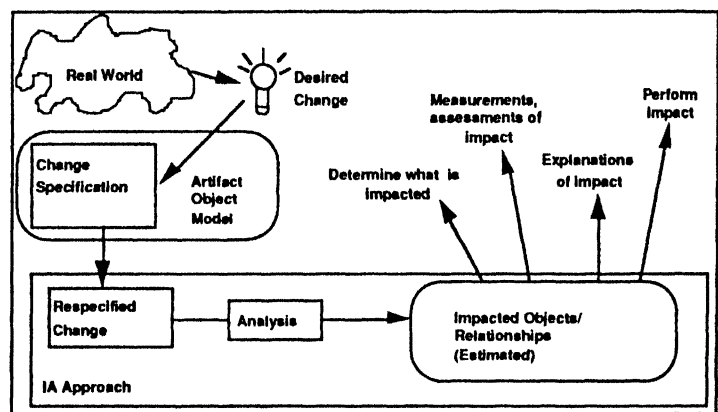 Real World
Desired
Change
Measurements,
assessments of
impact
Perform
impact
Change
Specification
Artifact
Object
Model
Determine what is
impacted
Explanations
of impact
Respecified
Change
Analysis
Impacted Objects/
Relationships
(Estimated)
IA Approach